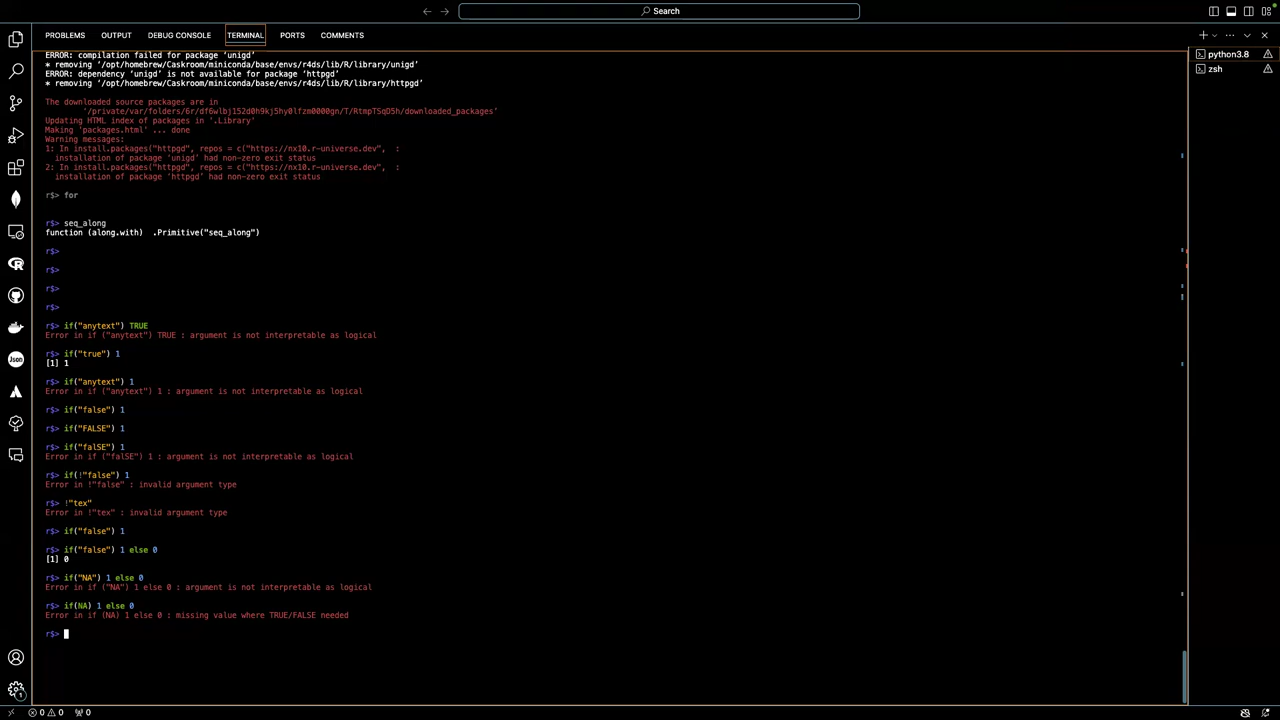 Search
PROBLEMS OUTPUT DEBUG CONSOLE TERMINAL PORTS COMMENTS
ERROR: compilation failed for package ‘unigd’
* removing ‘/opt/homebrew/Caskroom/miniconda/base/envs/r4ds/lib/R/library/unigd’
ERROR: dependency ‘unigd’ is not available for package ‘httpgd’
* removing ‘/opt/homebrew/Caskroom/miniconda/base/envs/r4ds/lib/R/library/httpgd’
The downloaded source packages are in
‘/private/var/folders/6r/df6wlbj152d0h9kj5hy0lfzm0000gn/T/RtmpTSqO5h/downloaded_packages’
Updating HTML index of packages in '.Library'
Making 'packages.html' ... done
Warning messages:
1: In install.packages("httpgd", repos = c("https://nx10.r-universe.dev", :
installation of package ‘unigd’ had non-zero exit status
2: In install.packages("httpgd", repos = c("https://nx10.r-universe.dev", :
installation of package ‘httpgd’ had non-zero exit status
r$> for
r$> seq_along
function (along.with) .Primitive("seq_along")
r$>
r$>
r$>
r$>
r$> if("anytext") TRUE
Error in if ("anytext") TRUE : argument is not interpretable as logical
r$> if("true") 1
[1] 1
r$> if("anytext") 1
Error in if ("anytext") 1 : argument is not interpretable as logical
r$> if("false") 1
r$> if("FALSE") 1
r$> if("falSE") 1
Error in if ("falSE") 1 : argument is not interpretable as logical
r$> if(!"false") 1
Error in !"false" : invalid argument type
r$> !"tex"
Error in !"tex" : invalid argument type
r$> if("false") 1
r$> if("false") 1 else 0
[1] 0
r$> if("NA") 1 else 0
Error in if ("NA") 1 else 0 : argument is not interpretable as logical
r$> if(NA) 1 else 0
Error in if (NA) 1 else 0 : missing value where TRUE/FALSE needed
r$>
python3.8
zsh
Json
1
0 0 0